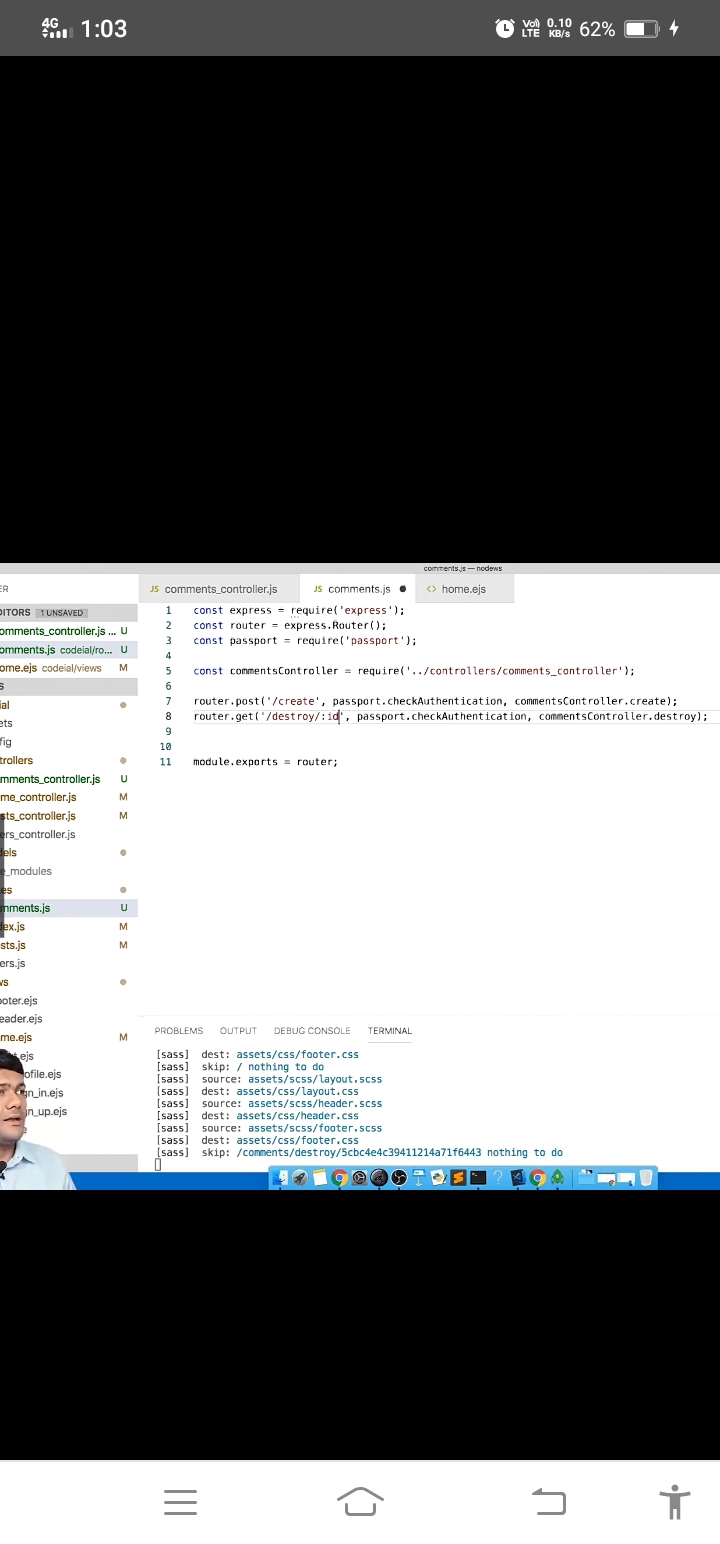 4G 1:03 Vo) LTE 0.10 KB/s 62%
comments.js — nodews
ER
JS comments_controller.js JS comments.js ● <> home.ejs
DITORS 1 UNSAVED
omments_controller.js ... U
omments.js codeial/ro... U
ome.ejs codeial/views M
S
ial
ets
fig
trollers
mments_controller.js U
me_controller.js M
sts_controller.js M
ers_controller.js
dels
e_modules
es
mments.js U
dex.js M
sts.js M
ers.js
ws
ooter.ejs
eader.ejs
me.ejs M
ofile.ejs
n_in.ejs
n_up.ejs
1 const express = require('express');
2 const router = express.Router();
3 const passport = require('passport');
4
5 const commentsController = require('../controllers/comments_controller');
6
7 router.post('/create', passport.checkAuthentication, commentsController.create);
8 router.get('/destroy/:id', passport.checkAuthentication, commentsController.destroy);
9
10
11 module.exports = router;
PROBLEMS OUTPUT DEBUG CONSOLE TERMINAL
[sass] dest: assets/css/footer.css
[sass] skip: / nothing to do
[sass] source: assets/scss/layout.scss
[sass] dest: assets/css/layout.css
[sass] source: assets/scss/header.scss
[sass] dest: assets/css/header.css
[sass] source: assets/scss/footer.scss
[sass] dest: assets/css/footer.css
[sass] skip: /comments/destroy/5cbc4e4c39411214a71f6443 nothing to do